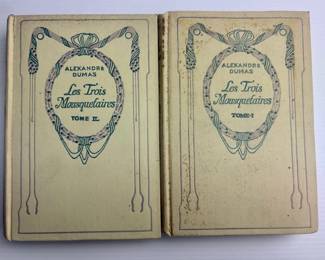 ALEXANDRE
DUMAS
Les Trois
Mousquetaires
TOME II
ALEXANDRE
DUMAS
Les Trois
Mousquetaires
TOME-I